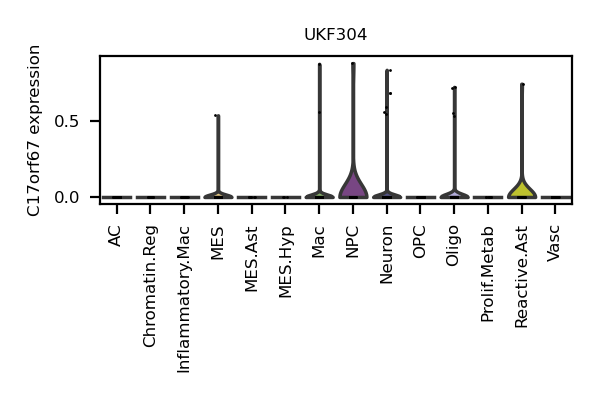 UKF304
C17orf67 expression
0.5
0.0
AC
Chromatin.Reg
Inflammatory.Mac
MES
MES.Ast
MES.Hyp
Mac
NPC
Neuron
OPC
Oligo
Prolif.Metab
Reactive.Ast
Vasc